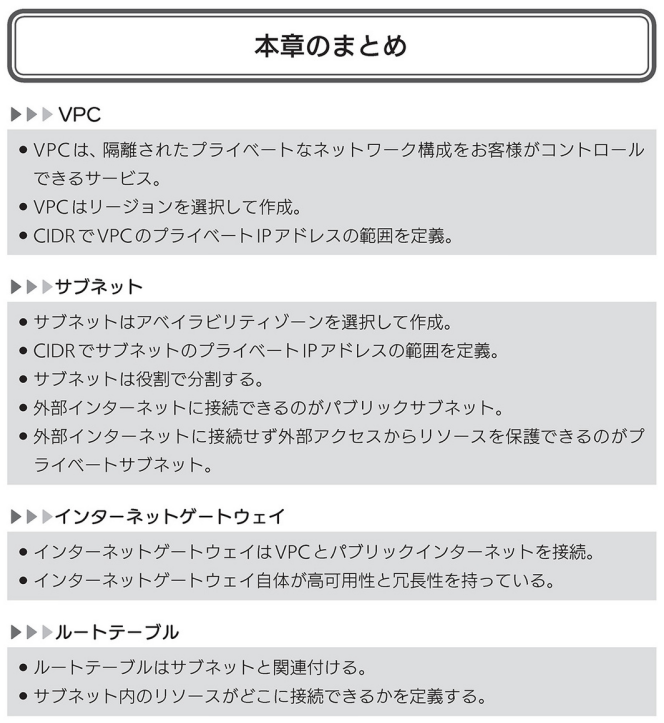 本章のまとめ
VPC
●VPCは、隔離されたプライベートなネットワーク構成をお客様がコントロール
できるサービス。
●VPCはリージョンを選択して作成。
●CIDRでVPCのプライベートIPアドレスの範囲を定義。
サブネット
●サブネットはアベイラビリティゾーンを選択して作成。
●CIDRでサブネットのプライベートIPアドレスの範囲を定義。
●サブネットは役割で分割する。
●外部インターネットに接続できるのがパブリックサブネット。
●外部インターネットに接続せず外部アクセスからリソースを保護できるのがプ
ライベートサブネット。
インターネットゲートウェイ
●インターネットゲートウェイはVPCとパブリックインターネットを接続。
●インターネットゲートウェイ自体が高可用性と冗長性を持っている。
ルートテーブル
●ルートテーブルはサブネットと関連付ける。
●サブネット内のリソースがどこに接続できるかを定義する。